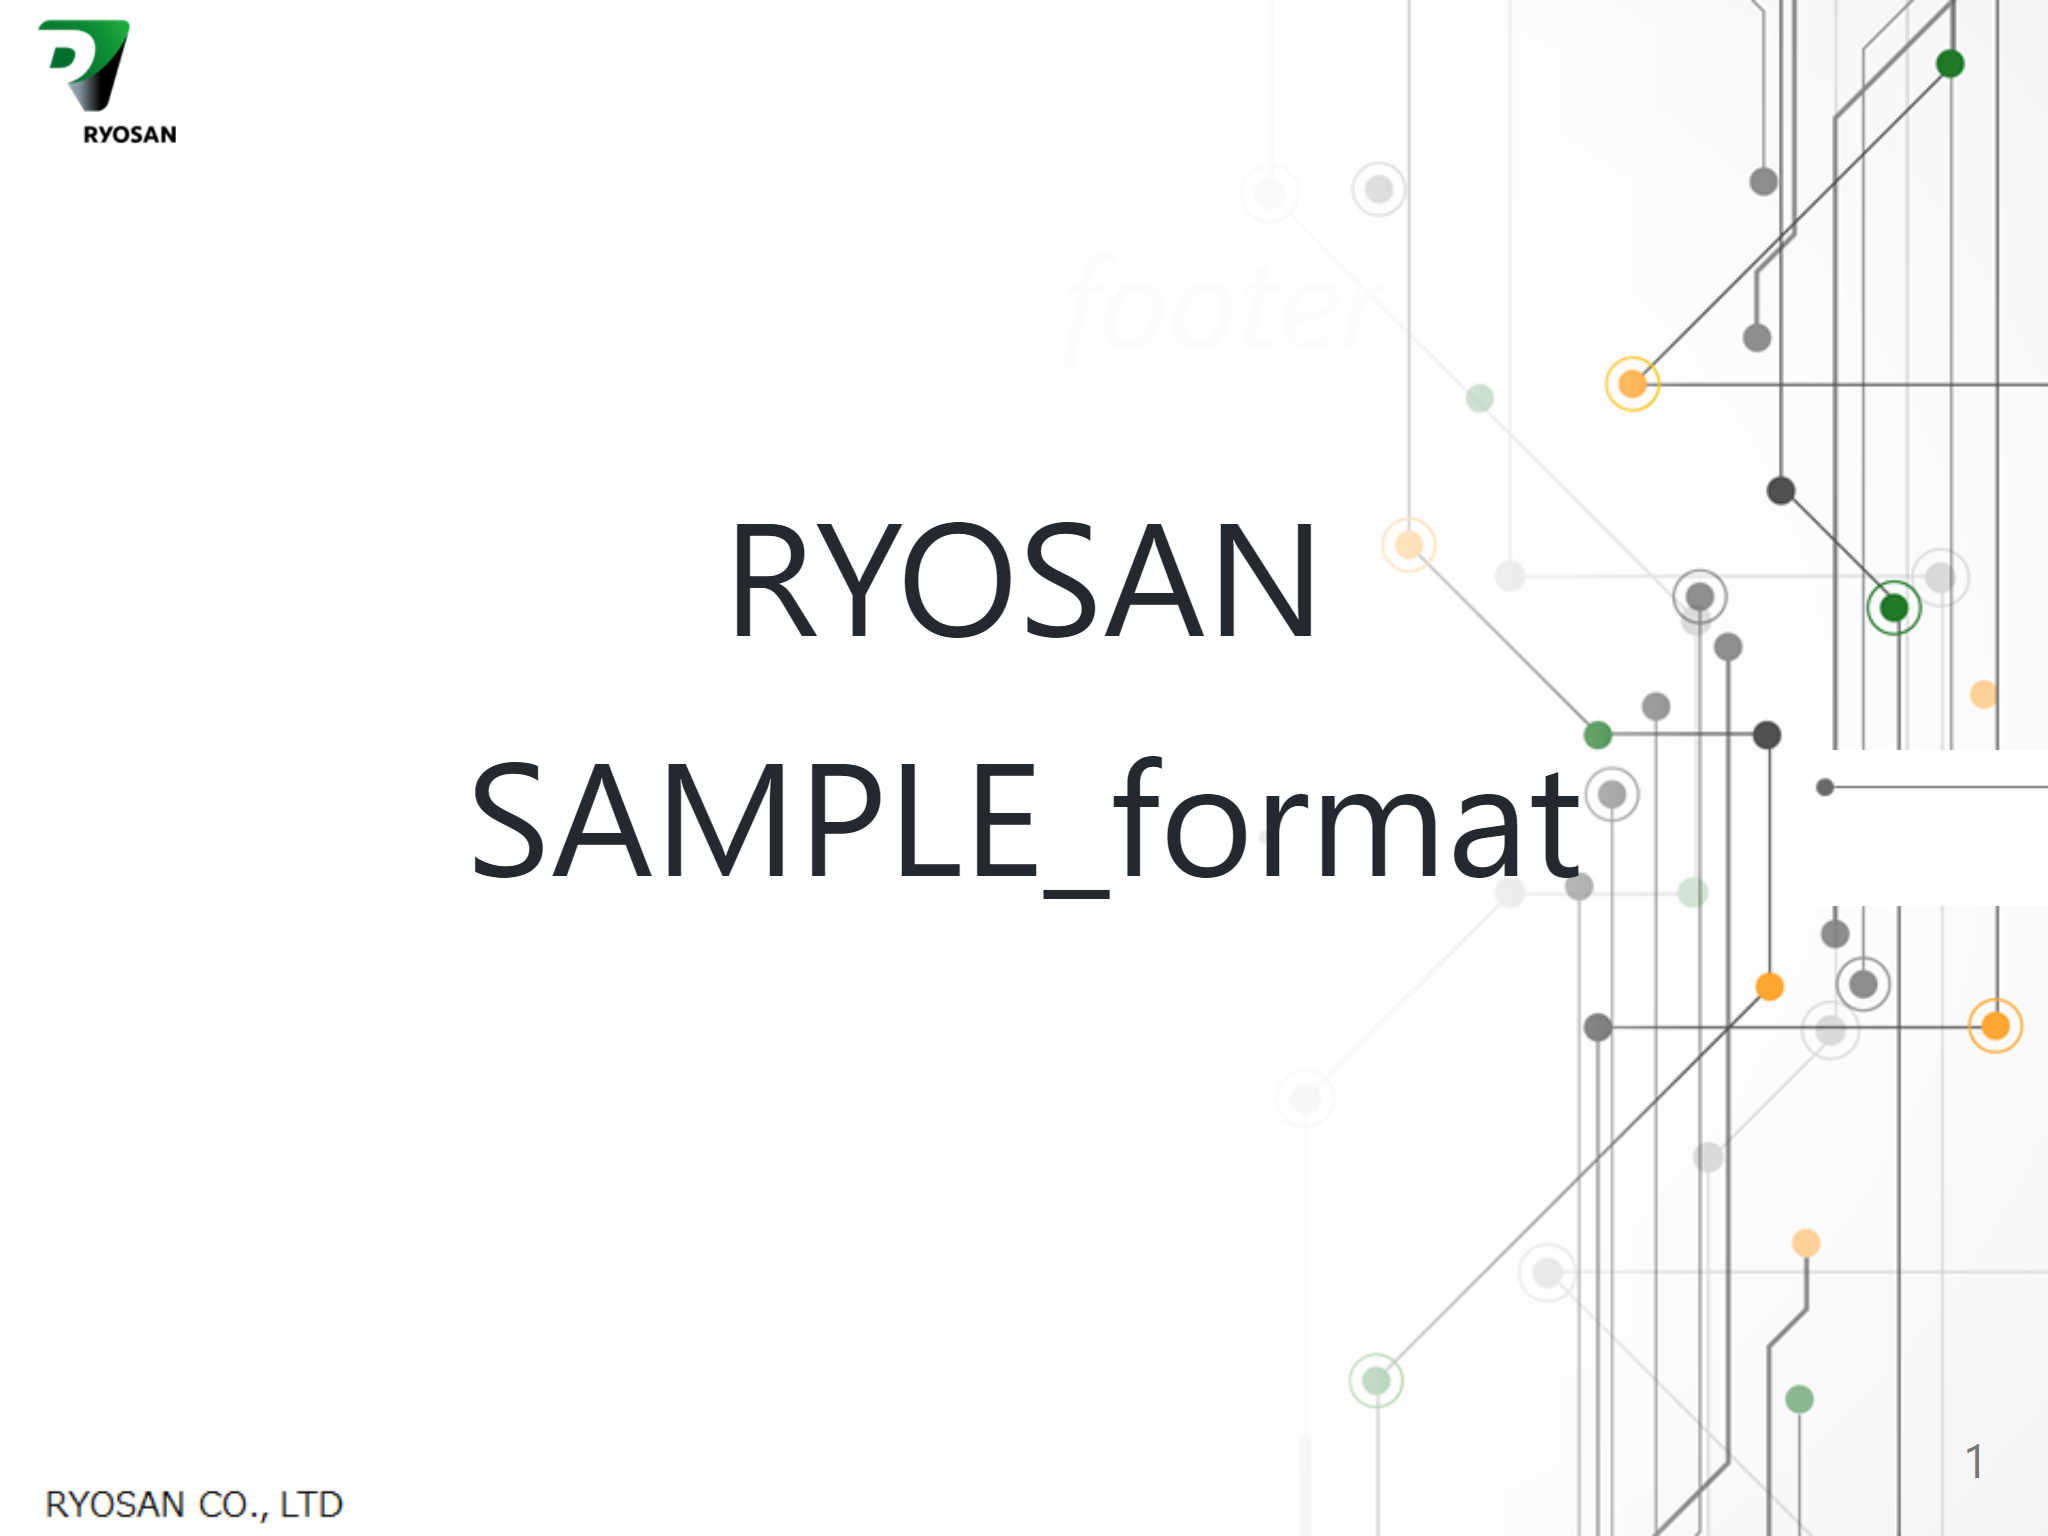 RYOSAN
footer
RYOSAN
SAMPLE_format
1
RYOSAN CO., LTD